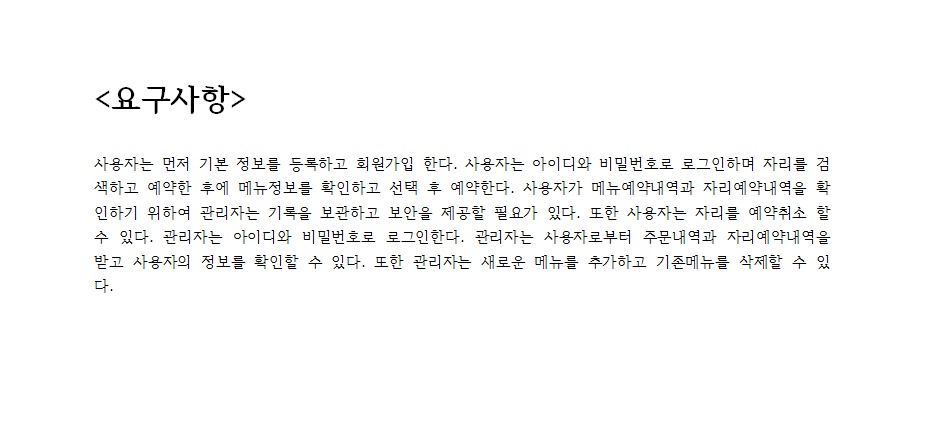 <요구사항>
사용자는 먼저 기본 정보를 등록하고 회원가입 한다. 사용자는 아이디와 비밀번호로 로그인하며 자리를 검
색하고 예약한 후에 메뉴정보를 확인하고 선택 후 예약한다. 사용자가 메뉴예약내역과 자리예약내역을 확
인하기 위하여 관리자는 기록을 보관하고 보안을 제공할 필요가 있다. 또한 사용자는 자리를 예약취소 할
수 있다. 관리자는 아이디와 비밀번호로 로그인한다. 관리자는 사용자로부터 주문내역과 자리예약내역을
받고 사용자의 정보를 확인할 수 있다. 또한 관리자는 새로운 메뉴를 추가하고 기존메뉴를 삭제할 수 있
다.